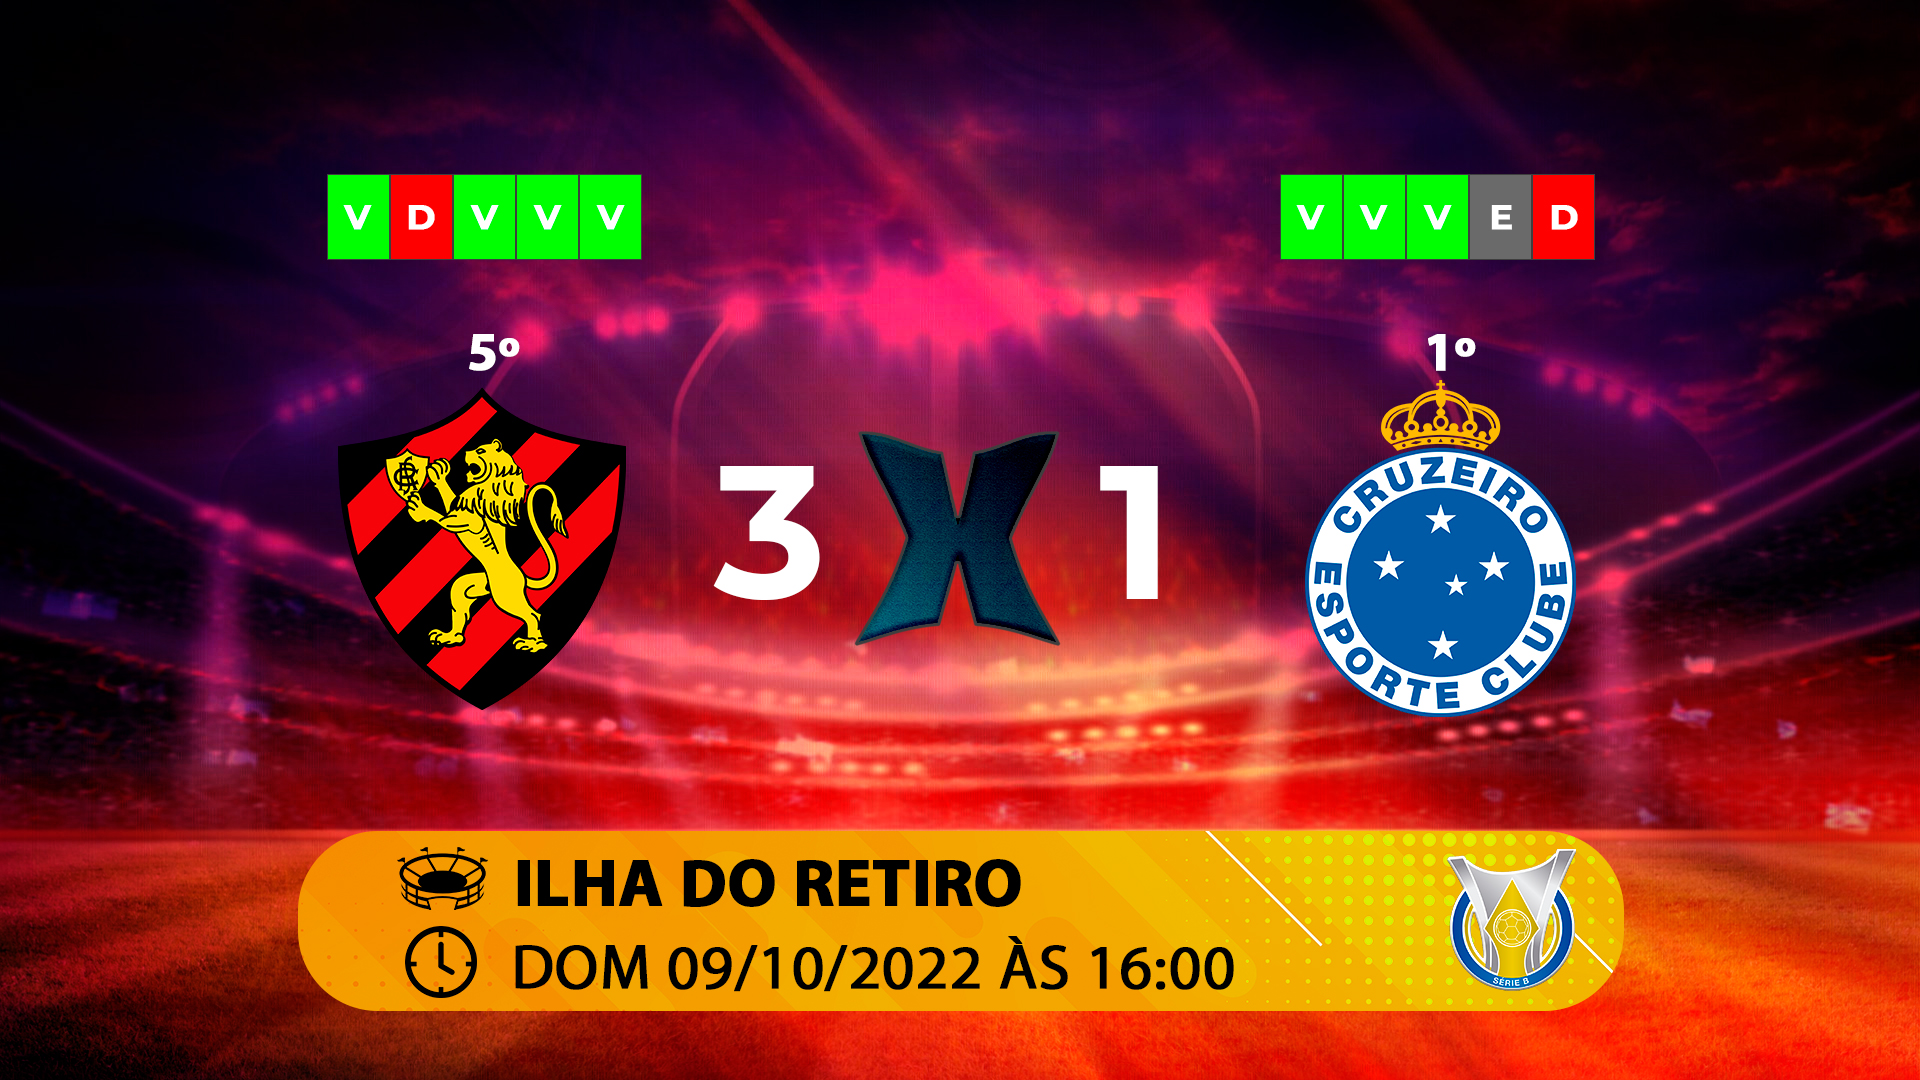 V D V V V
V V V E D
5º
1º
3 X 1
CRUZEIRO
ESPORTE CLUBE
ILHA DO RETIRO
DOM 09/10/2022 ÀS 16:00
SÉRIE B